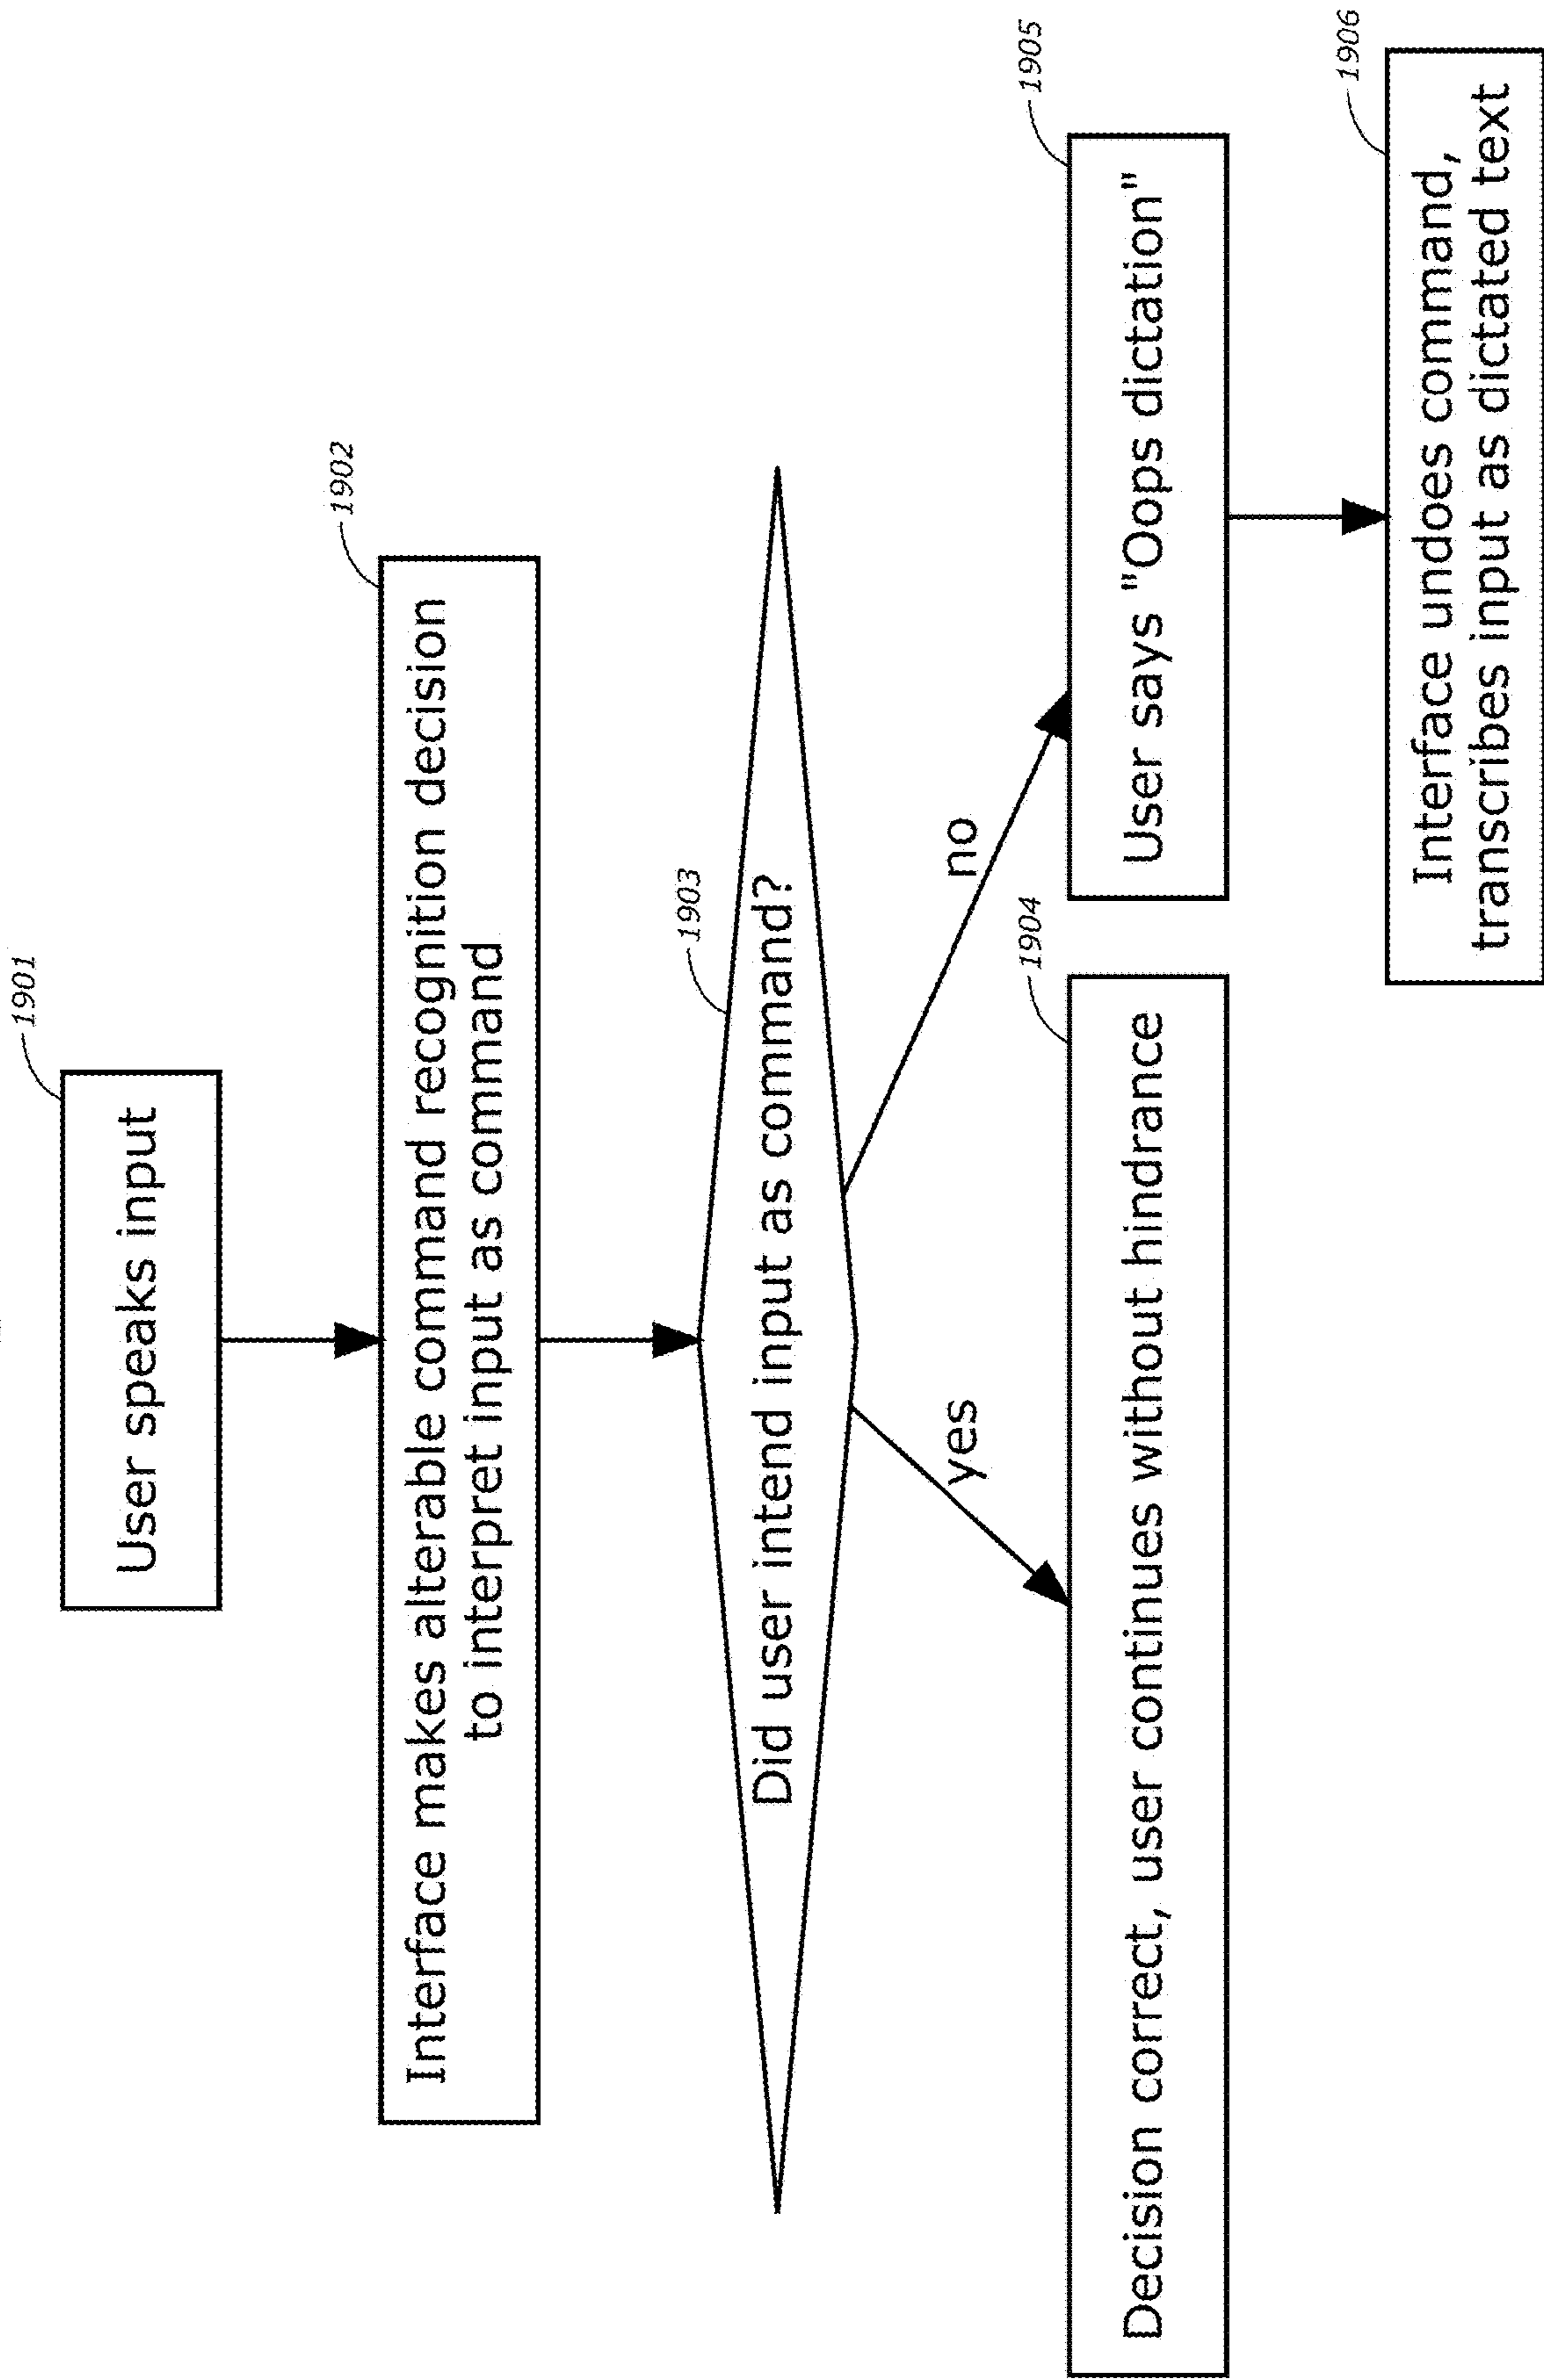 1901
User speaks input
1902
Interface makes alterable command recognition decision
to interpret input as command
1903
Did user intend input as command?
yes
no
1904
Decision correct, user continues without hindrance
1905
User says "Oops dictation"
1906
Interface undoes command,
transcribes input as dictated text